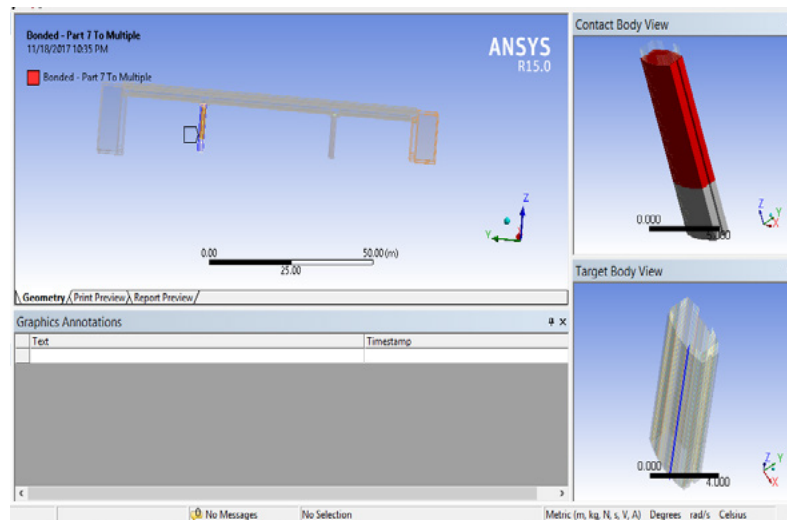 Bonded - Part 7 To Multiple
11/18/2017 10:35 PM
Bonded - Part 7 To Multiple
ANSYS
R15.0
Z
Y
0.00
50.00 (m)
25.00
Geometry / Print Preview \ Report Preview /
Graphics Annotations
Text
Timestamp
Contact Body View
0.000
5.000
Z
Y
X
Target Body View
0.000
4.000
Z
Y
X
No Messages
No Selection
Metric (m, kg, N, s, V, A) Degrees rad/s Celsius